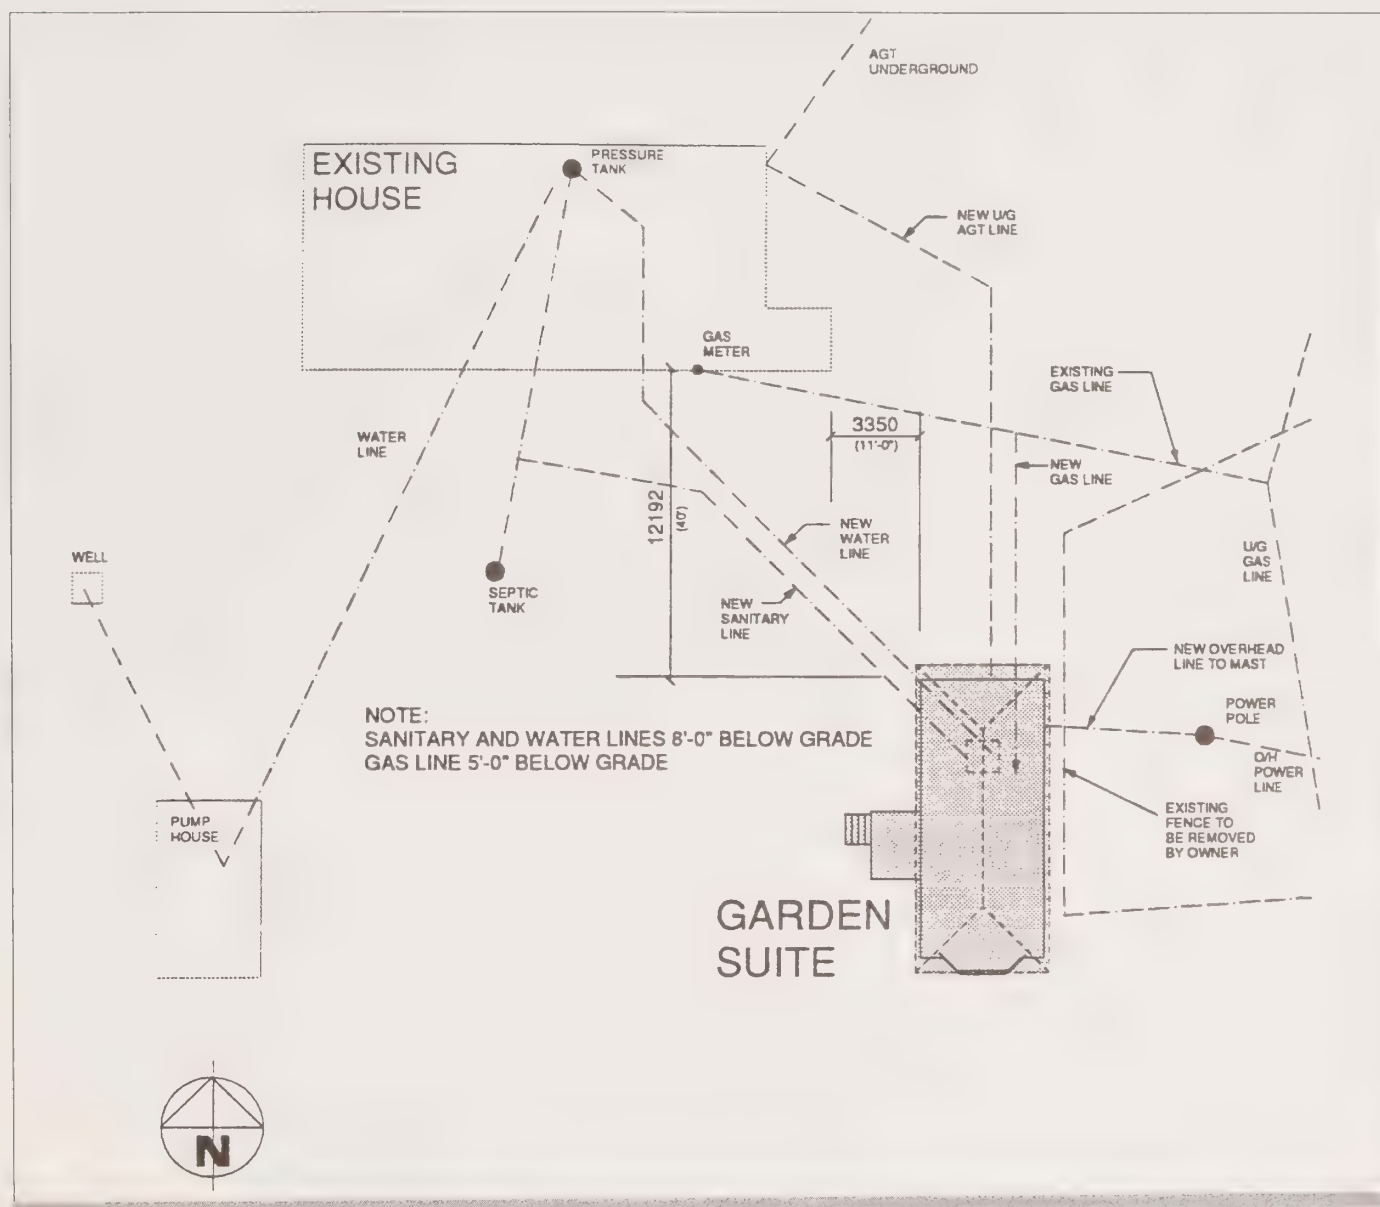 AGT
UNDERGROUND
EXISTING
HOUSE
PRESSURE
TANK
NEW U/G
AGT LINE
GAS
METER
EXISTING
GAS LINE
3350
(11'-0")
WATER
LINE
NEW
GAS LINE
12192
(40')
NEW
WATER
LINE
U/G
GAS
LINE
WELL
SEPTIC
TANK
NEW
SANITARY
LINE
NEW OVERHEAD
LINE TO MAST
POWER
POLE
NOTE:
SANITARY AND WATER LINES 8'-0" BELOW GRADE
GAS LINE 5'-0" BELOW GRADE
O/H
POWER
LINE
PUMP
HOUSE
EXISTING
FENCE TO
BE REMOVED
BY OWNER
GARDEN
SUITE
N